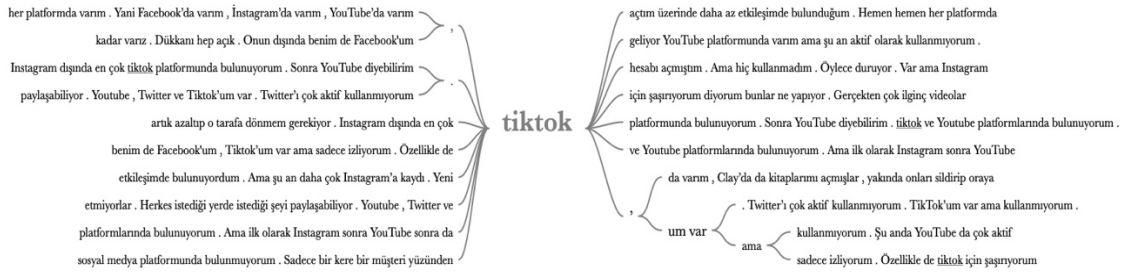 her platformda varım . Yani Facebook'da varım , İnstagram'da varım , YouTube'da varım
kadar varız . Dükkanı hep açık . Onun dışında benim de Facebook'um
,
Instagram dışında en çok tiktok platformunda bulunuyorum . Sonra YouTube diyebilirim
paylaşabiliyor . Youtube , Twitter ve Tiktok'um var . Twitter'ı çok aktif kullanmıyorum
.
artık azaltıp o tarafa dönmem gerekiyor . Instagram dışında en çok
benim de Facebook'um , Tiktok'um var ama sadece izliyorum . Özellikle de
etkileşimde bulunuyordum . Ama şu an daha çok Instagram'a kaydı . Yeni
etmiyorlar . Herkes istediği yerde istediği şeyi paylaşabiliyor . Youtube , Twitter ve
platformlarında bulunuyorum . Ama ilk olarak Instagram sonra YouTube sonra da
sosyal medya platformunda bulunmuyorum . Sadece bir kere bir müşteri yüzünden
tiktok
açtım üzerinde daha az etkileşimde bulunduğum . Hemen hemen her platformda
geliyor YouTube platformunda varım ama şu an aktif olarak kullanmıyorum .
hesabı açmıştım . Ama hiç kullanmadım . Öylece duruyor . Var ama Instagram
için şaşırıyorum diyorum bunlar ne yapıyor . Gerçekten çok ilginç videolar
platformunda bulunuyorum . Sonra YouTube diyebilirim . tiktok ve Youtube platformlarında bulunuyorum .
ve Youtube platformlarında bulunuyorum . Ama ilk olarak Instagram sonra YouTube
,
da varım , Clay'da da kitaplarımı açmışlar , yakında onları sildirip oraya
um var
. Twitter'ı çok aktif kullanmıyorum . TikTok'um var ama kullanmıyorum .
ama
kullanmıyorum . Şu anda YouTube da çok aktif
sadece izliyorum . Özellikle de tiktok için şaşırıyorum